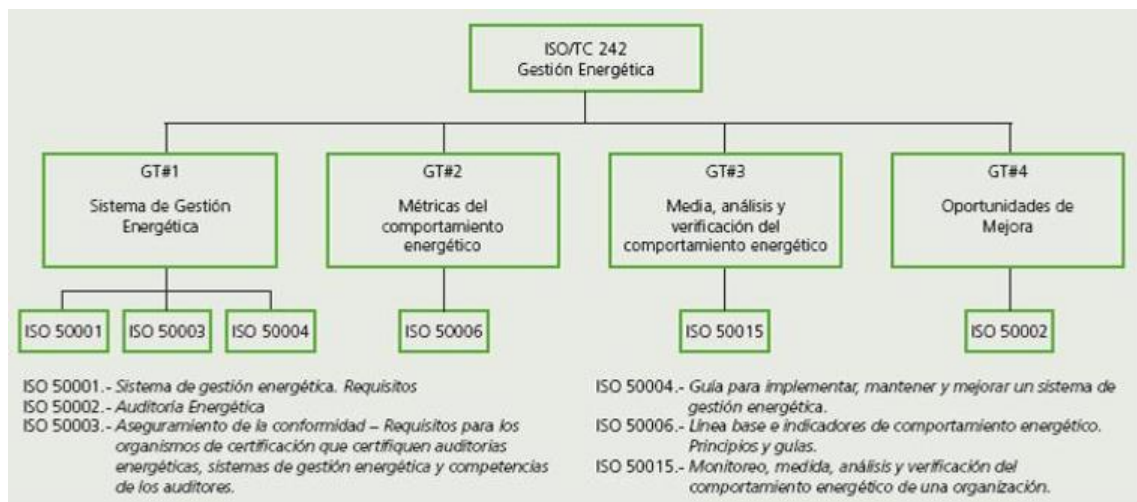 ISO/TC 242
Gestión Energética
GT#1
Sistema de Gestión
Energética
GT#2
Métricas del
comportamiento
energético
GT#3
Media, análisis y
verificación del
comportamiento energético
GT#4
Oportunidades de
Mejora
ISO 50001
ISO 50003
ISO 50004
ISO 50006
ISO 50015
ISO 50002
ISO 50001.- Sistema de gestión energética. Requisitos
ISO 50002.- Auditoría Energética
ISO 50003.- Aseguramiento de la conformidad – Requisitos para los
organismos de certificación que certifiquen auditorías
energéticas, sistemas de gestión energética y competencias
de los auditores.
ISO 50004.- Guía para implementar, mantener y mejorar un sistema de
gestión energética.
ISO 50006.- Línea base e indicadores de comportamiento energético.
Principios y guías.
ISO 50015.- Monitoreo, medida, análisis y verificación del
comportamiento energético de una organización.